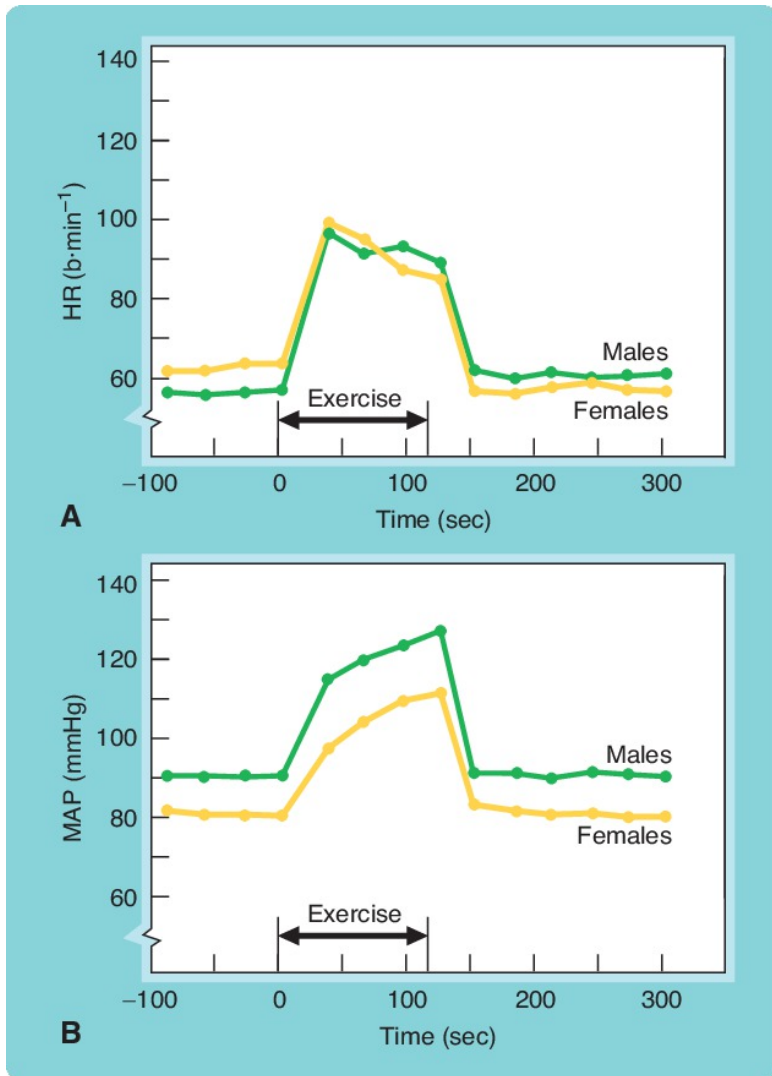 140
120
100
80
60
HR (b·min⁻¹)
Males
Females
Exercise
−100 0 100 200 300
Time (sec)
A
140
120
100
80
60
MAP (mmHg)
Males
Females
Exercise
−100 0 100 200 300
Time (sec)
B